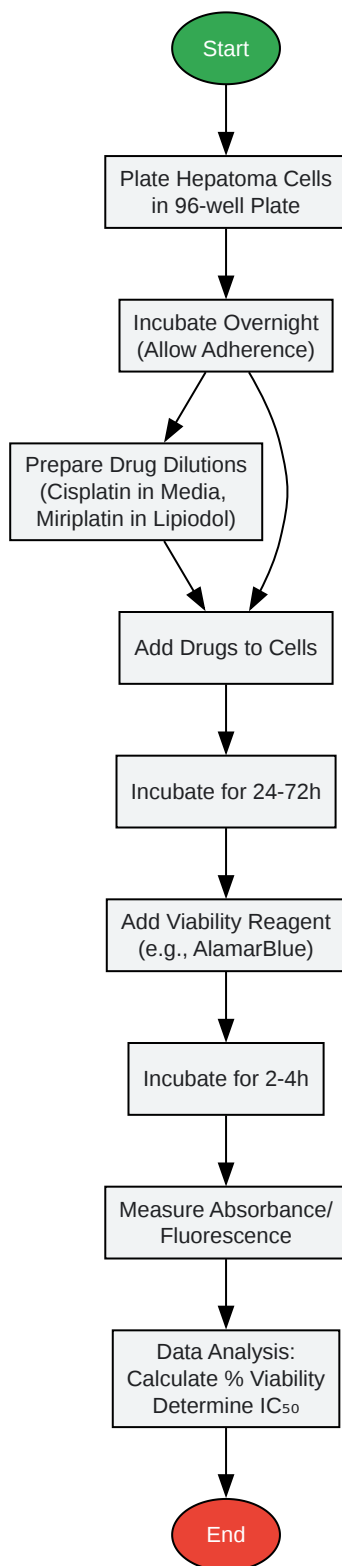 Start
Plate Hepatoma Cells
in 96-well Plate
Incubate Overnight
(Allow Adherence)
Prepare Drug Dilutions
(Cisplatin in Media,
Miriplatin in Lipiodol)
Add Drugs to Cells
Incubate for 24-72h
Add Viability Reagent
(e.g., AlamarBlue)
Incubate for 2-4h
Measure Absorbance/
Fluorescence
Data Analysis:
Calculate % Viability
Determine IC₅₀
End